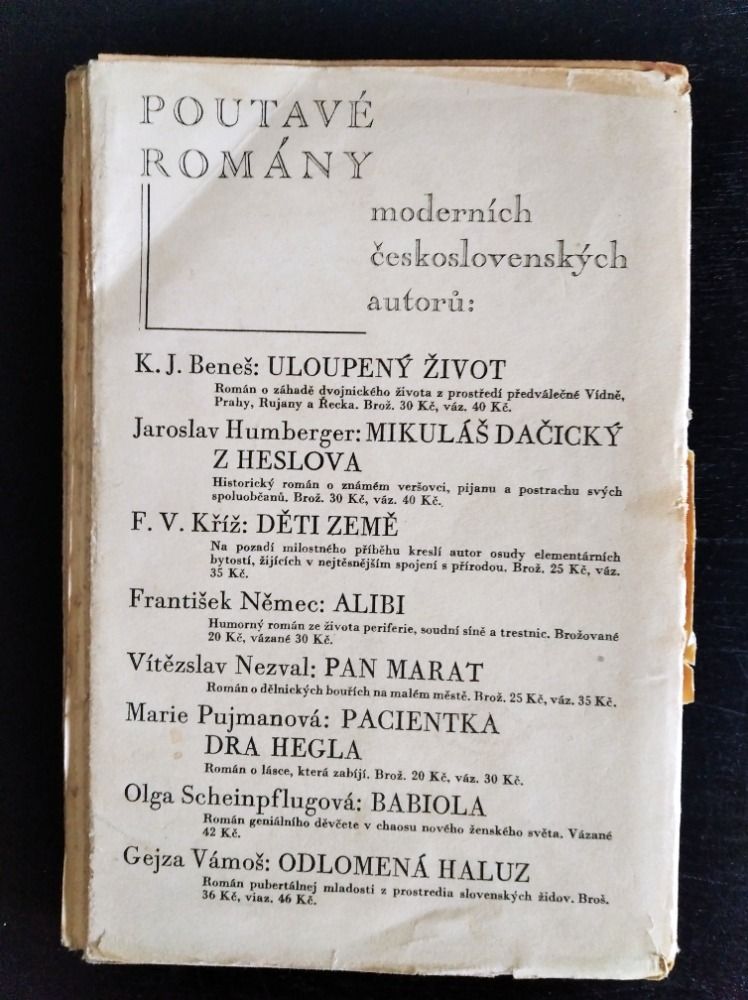 POUTAVÉ
ROMÁNY
moderních
československých
autorů:
K. J. Beneš: ULOUPENÝ ŽIVOT
Román o záhadě dvojnického života z prostředí předválečné Vídně,
Prahy, Rujany a Řecka. Brož. 30 Kč, váz. 40 Kč.
Jaroslav Humberger: MIKULÁŠ DAČICKÝ
Z HESLOVA
Historický román o známém veršovci, pijanu a postrachu svých
spoluobčanů. Brož. 30 Kč, váz. 40 Kč.
F. V. Kříž: DĚTI ZEMĚ
Na pozadí milostného příběhu kreslí autor osudy elementárních
bytostí, žijících v nejtěsnějším spojení s přírodou. Brož. 25 Kč, váz.
35 Kč.
František Němec: ALIBI
Humorný román ze života periferie, soudní síně a trestnic. Brožované
20 Kč, vázané 30 Kč.
Vítězslav Nezval: PAN MARAT
Román o dělnických bouřích na malém městě. Brož. 25 Kč, váz. 35 Kč.
Marie Pujmanová: PACIENTKA
DRA HEGLA
Román o lásce, která zabíjí. Brož. 20 Kč, váz. 30 Kč.
Olga Scheinpflugová: BABIOLA
Román geniálního děvčete v chaosu nového ženského světa. Vázané
42 Kč.
Gejza Vámoš: ODLOMENÁ HALUZ
Román pubertálnej mladosti z prostredia slovenských židov. Broš.
36 Kč, viaz. 46 Kč.